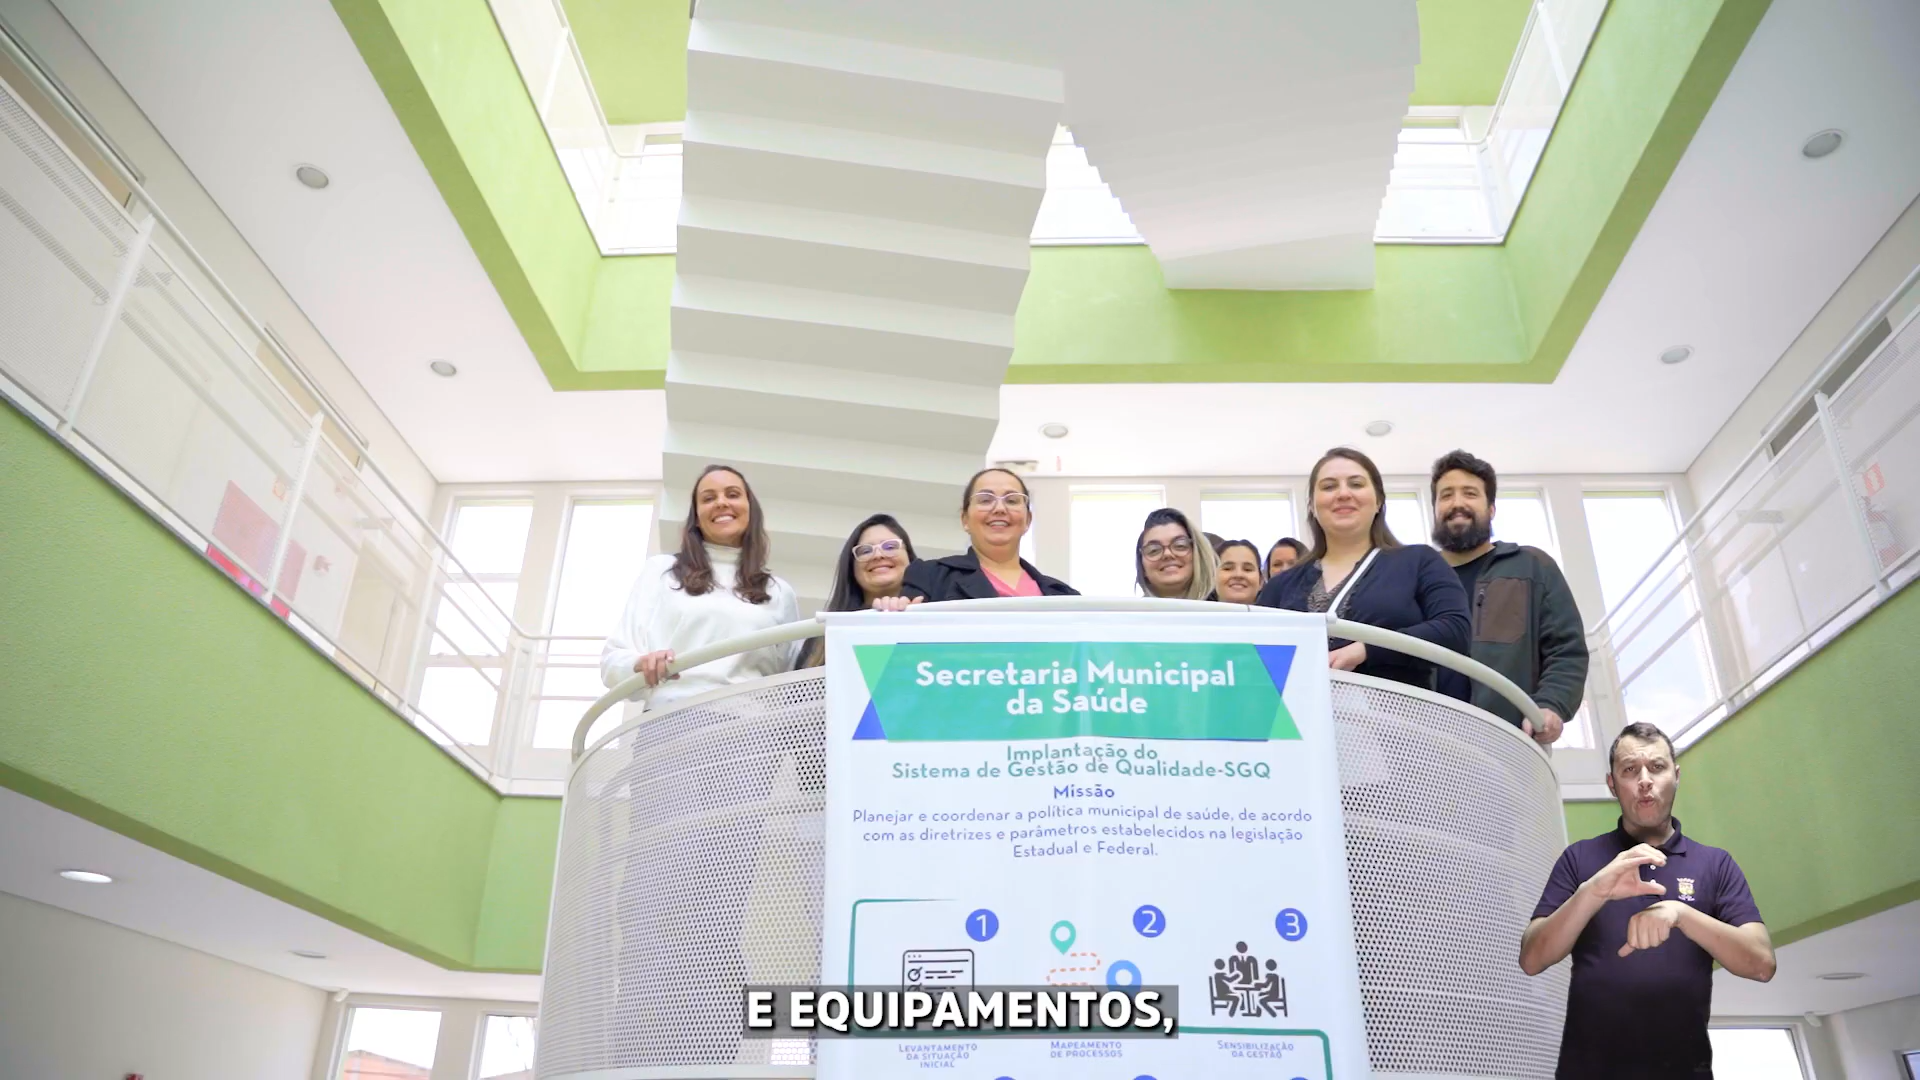 Secretaria Municipal
da Saúde
Implantação do
Sistema de Gestão de Qualidade-SGQ
Missão
Planejar e coordenar a política municipal de saúde, de acordo
com as diretrizes e parâmetros estabelecidos na legislação
Estadual e Federal.
1
2
3
E EQUIPAMENTOS,
LEVANTAMENTO
DA SITUAÇÃO
INICIAL
MAPEAMENTO
DE PROCESSOS
SENSIBILIZAÇÃO
DA GESTÃO